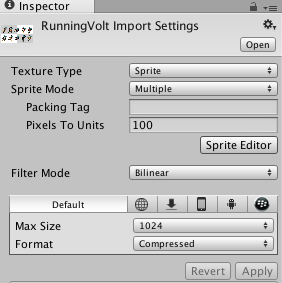 Inspector
RunningVolt Import Settings
Open
Texture Type Sprite
Sprite Mode Multiple
Packing Tag
Pixels To Units 100
Sprite Editor
Filter Mode Bilinear
Default
Max Size 1024
Format Compressed
Revert Apply